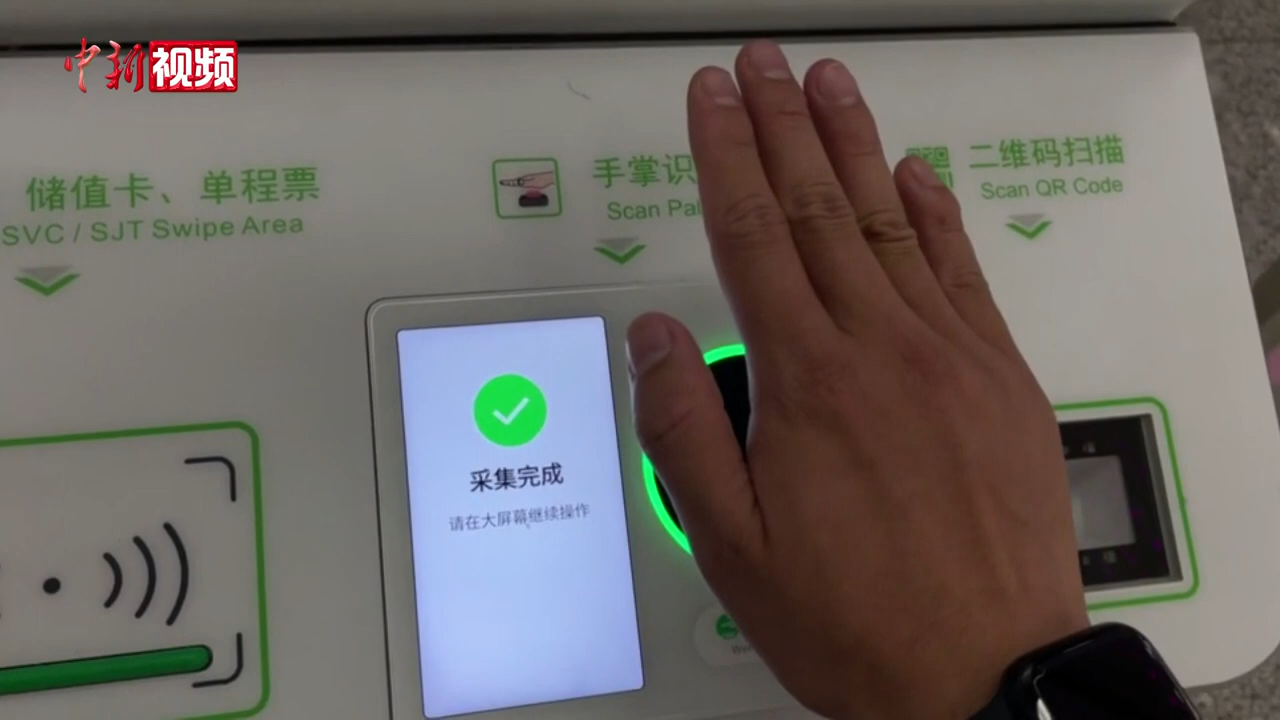 中新视频
储值卡、单程票
SVC / SJT Swipe Area
手掌识
Scan Pal
二维码扫描
Scan QR Code
采集完成
请在大屏幕继续操作